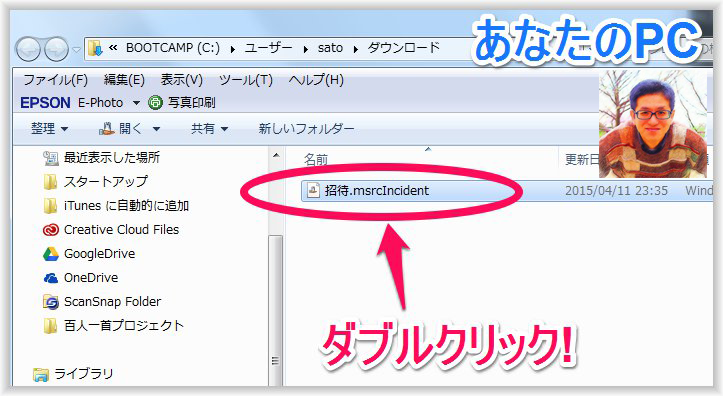 あなたのPC
« BOOTCAMP (C:) ▸ ユーザー ▸ sato ▸ ダウンロード ▸
ファイル(F) 編集(E) 表示(V) ツール(T) ヘルプ(H)
EPSON E-Photo 写真印刷
整理 開く 共有 新しいフォルダー
名前 更新日
最近表示した場所
スタートアップ
iTunes に自動的に追加
Creative Cloud Files
GoogleDrive
OneDrive
ScanSnap Folder
百人一首プロジェクト
ライブラリ
招待.msrcIncident 2015/04/11 23:35 Wind
ダブルクリック!